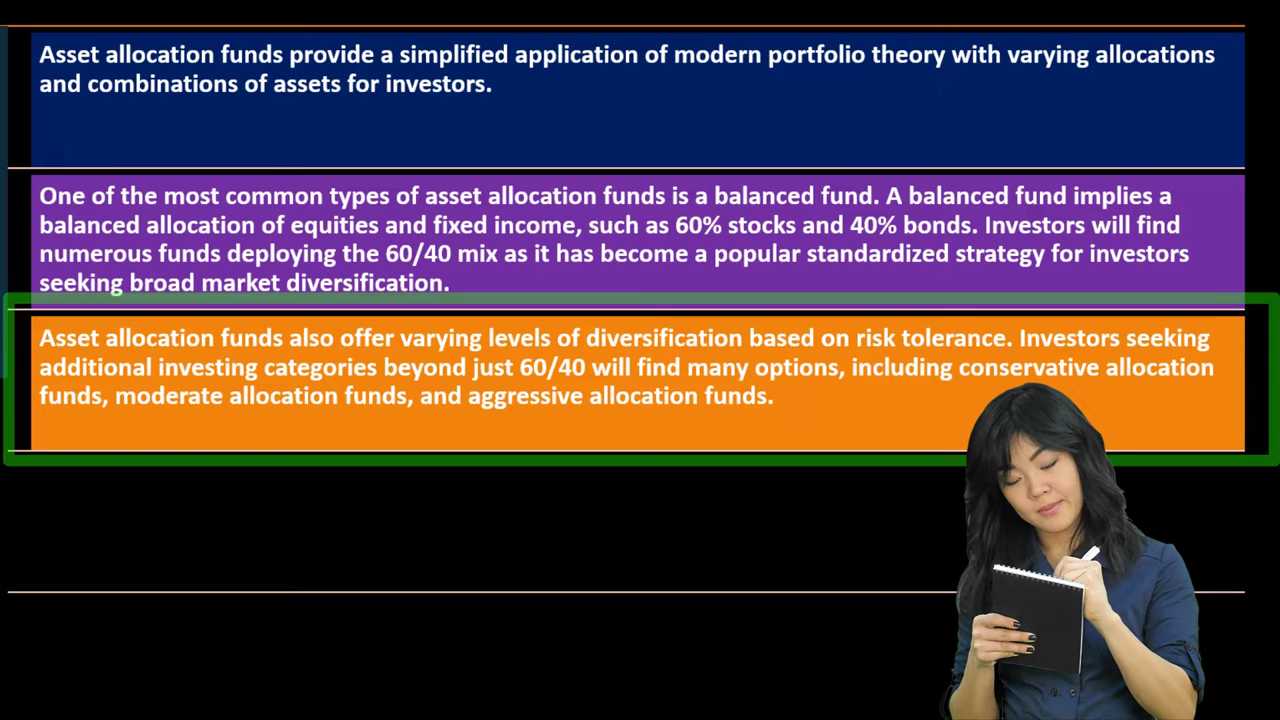 Asset allocation funds provide a simplified application of modern portfolio theory with varying allocations
and combinations of assets for investors.
One of the most common types of asset allocation funds is a balanced fund. A balanced fund implies a
balanced allocation of equities and fixed income, such as 60% stocks and 40% bonds. Investors will find
numerous funds deploying the 60/40 mix as it has become a popular standardized strategy for investors
seeking broad market diversification.
Asset allocation funds also offer varying levels of diversification based on risk tolerance. Investors seeking
additional investing categories beyond just 60/40 will find many options, including conservative allocation
funds, moderate allocation funds, and aggressive allocation funds.